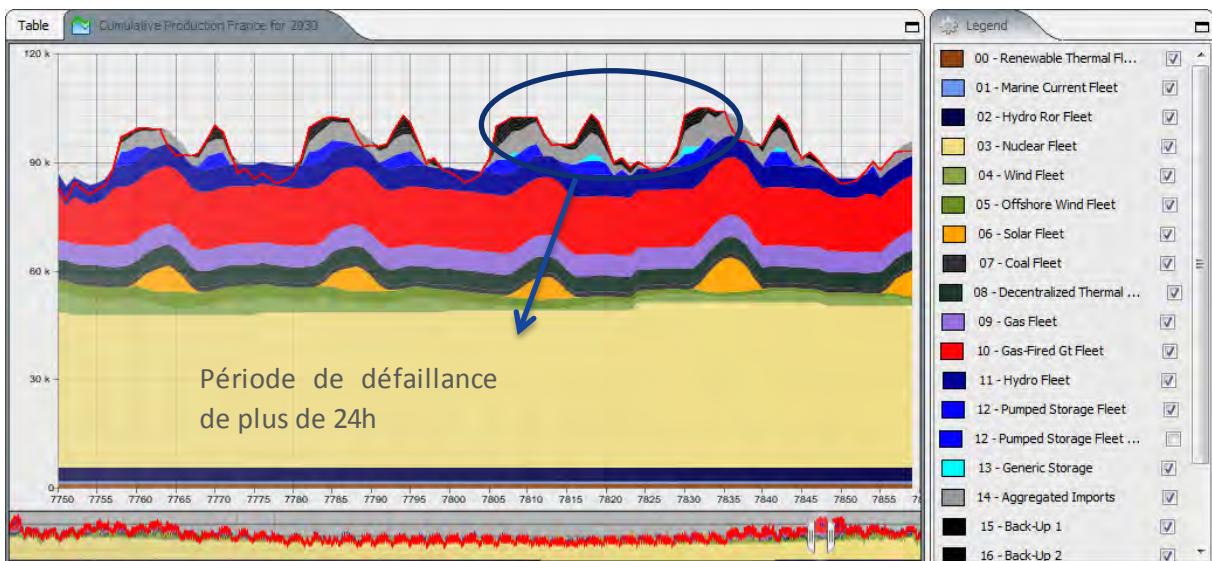 Table
Cumulative Production France for 2030
Legend
120 k
90 k
60 k
30 k
0
7750 7755 7760 7765 7770 7775 7780 7785 7790 7795 7800 7805 7810 7815 7820 7825 7830 7835 7840 7845 7850 7855
Période de défaillance
de plus de 24h
00 - Renewable Thermal Fl...
01 - Marine Current Fleet
02 - Hydro Ror Fleet
03 - Nuclear Fleet
04 - Wind Fleet
05 - Offshore Wind Fleet
06 - Solar Fleet
07 - Coal Fleet
08 - Decentralized Thermal ...
09 - Gas Fleet
10 - Gas-Fired Gt Fleet
11 - Hydro Fleet
12 - Pumped Storage Fleet
12 - Pumped Storage Fleet ...
13 - Generic Storage
14 - Aggregated Imports
15 - Back-Up 1
16 - Back-Up 2